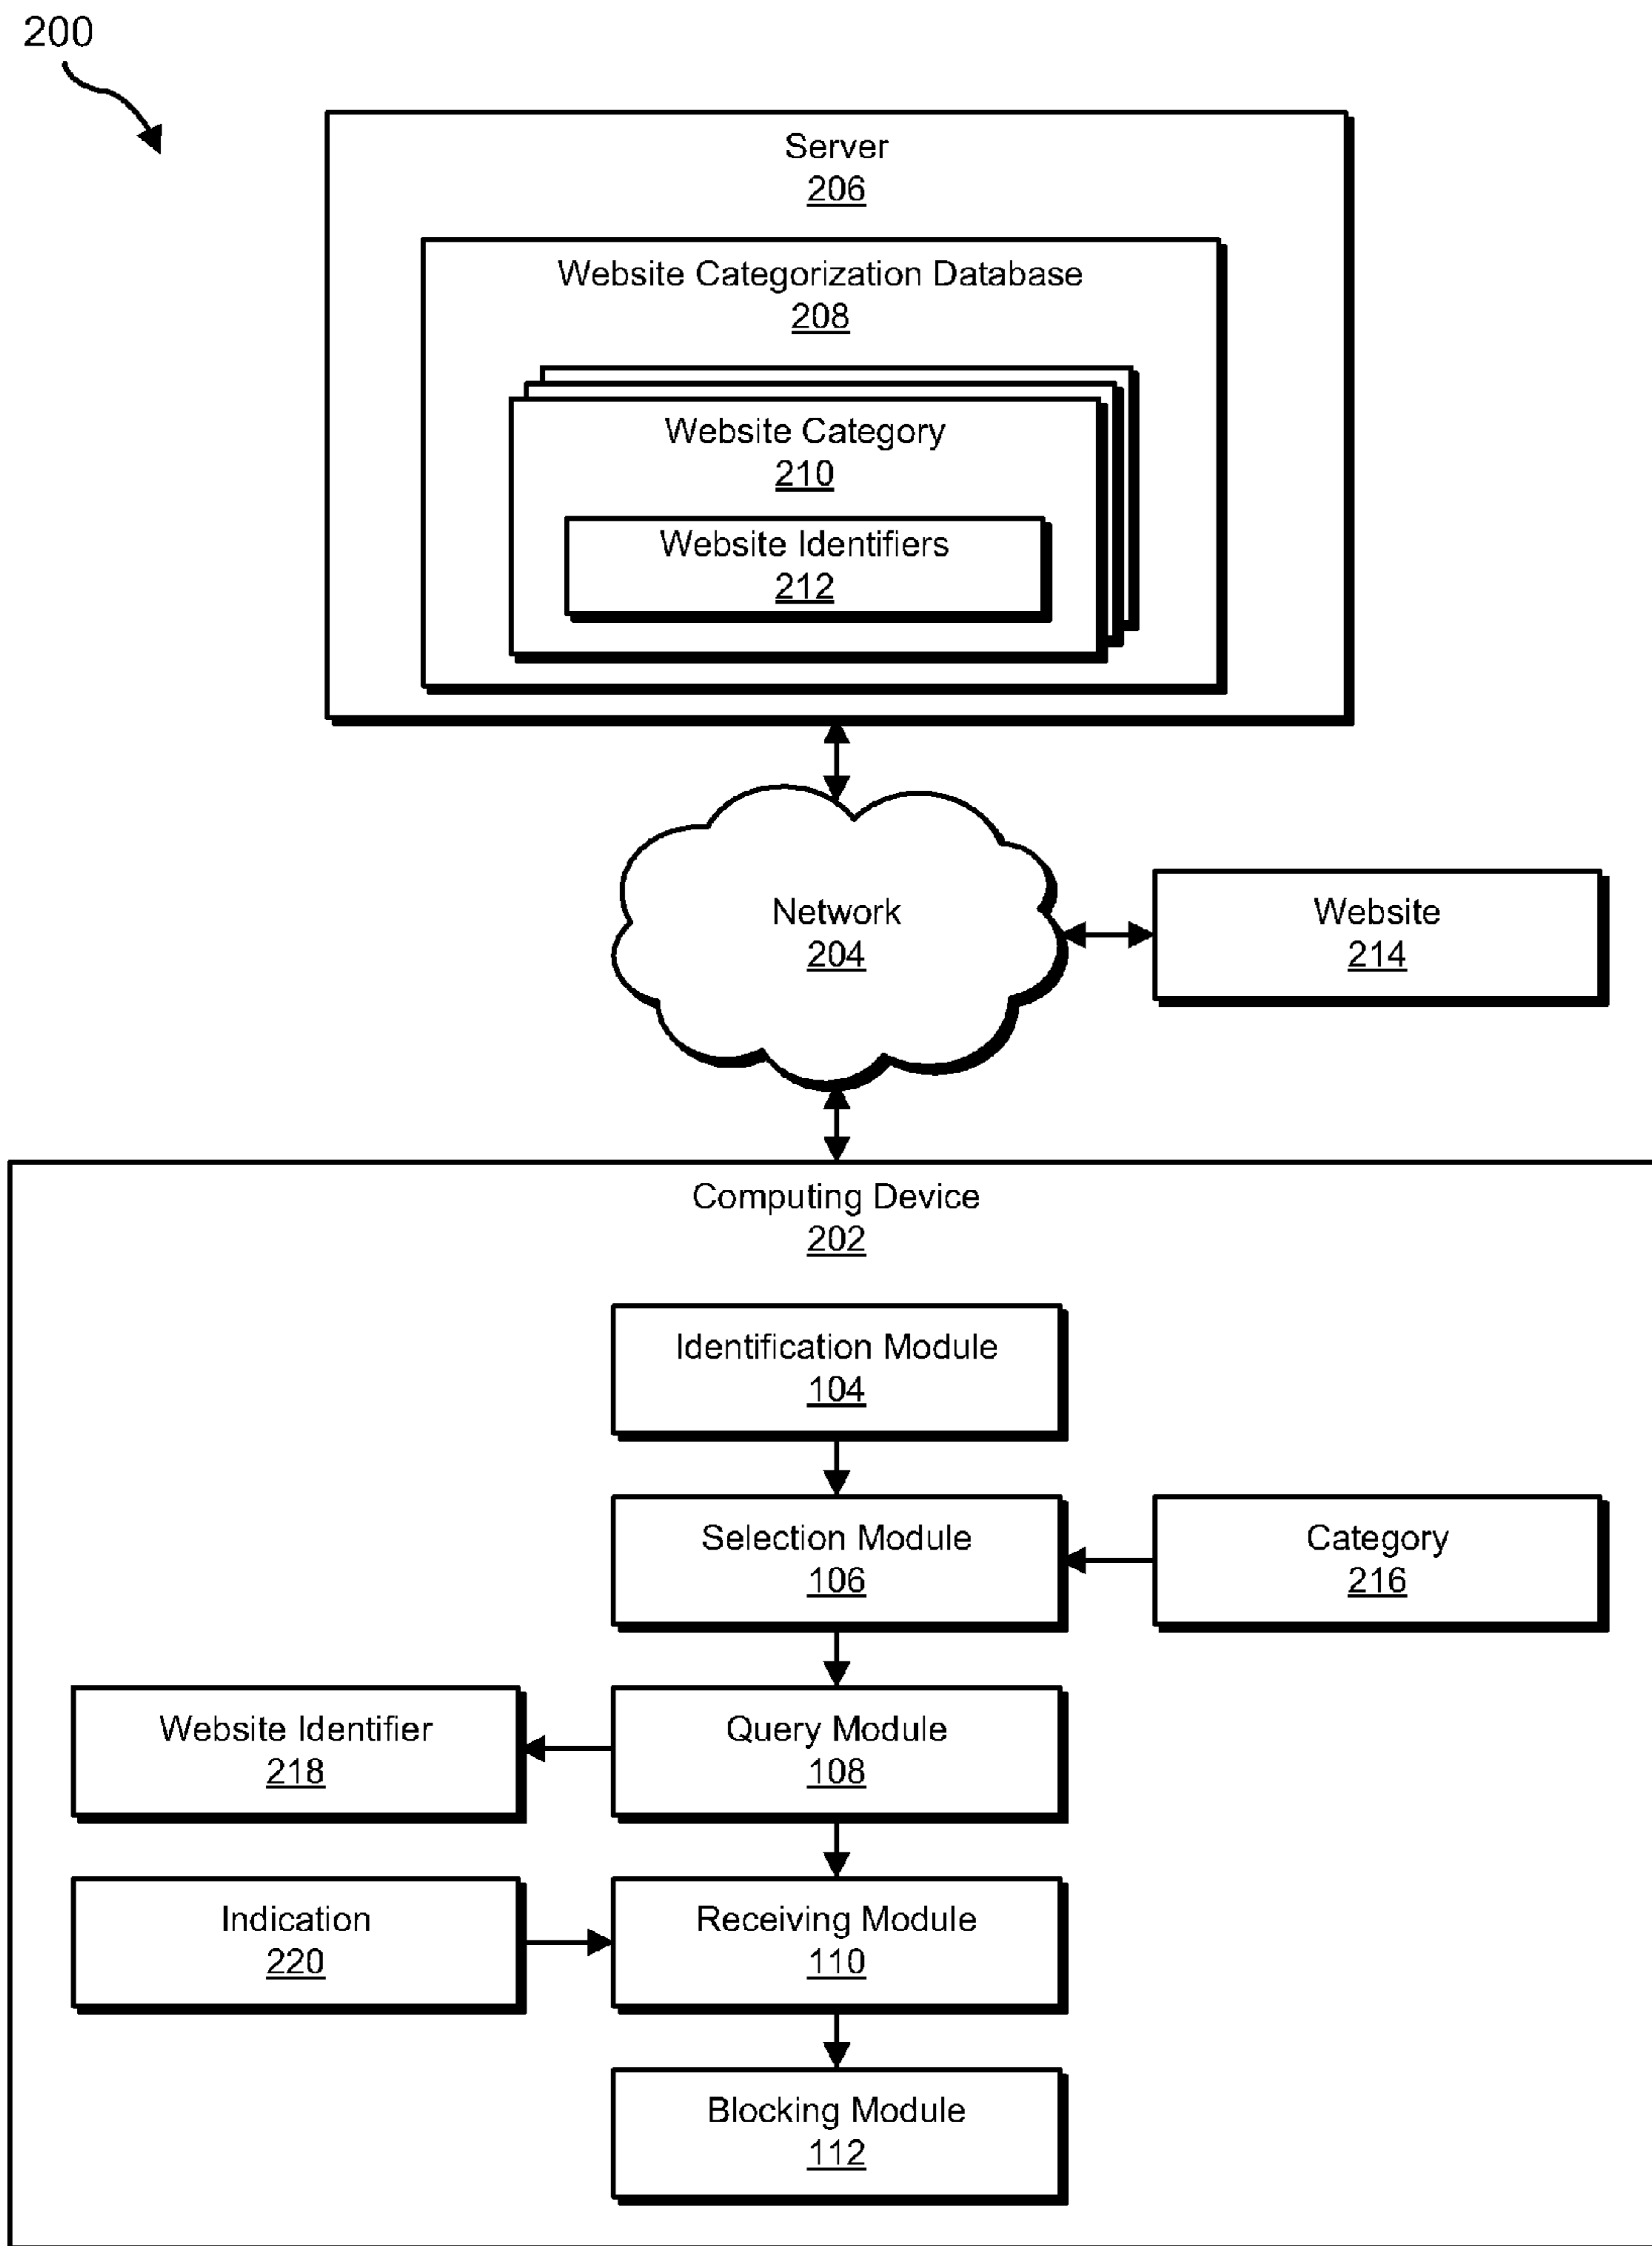 200
Server
206
Website Categorization Database
208
Website Category
210
Website Identifiers
212
Network
204
Website
214
Computing Device
202
Identification Module
104
Selection Module
106
Category
216
Website Identifier
218
Query Module
108
Indication
220
Receiving Module
110
Blocking Module
112